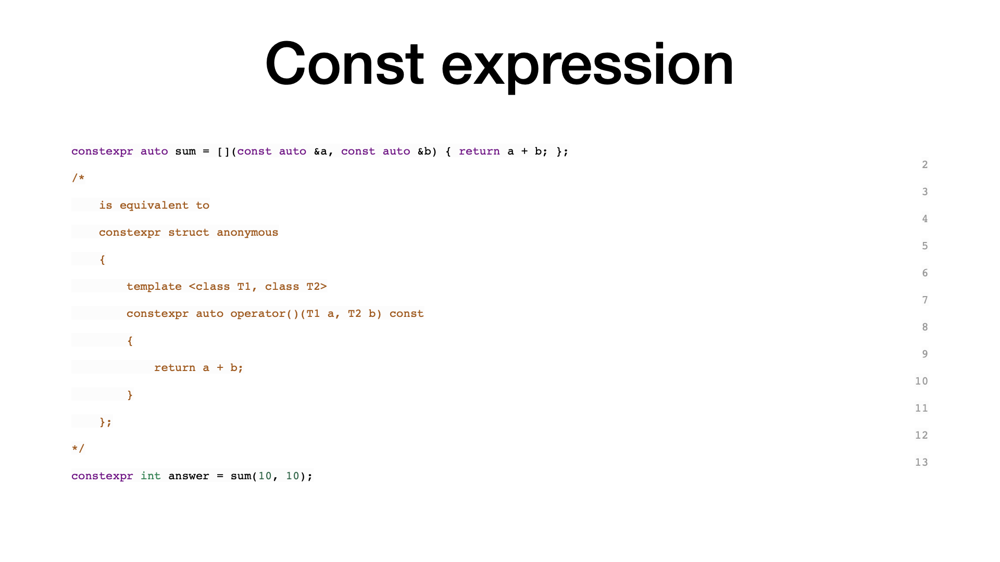 Const expression
constexpr auto sum = [](const auto &a, const auto &b) { return a + b; };
2
/*
3
    is equivalent to
4
    constexpr struct anonymous
5
    {
6
        template <class T1, class T2>
7
        constexpr auto operator()(T1 a, T2 b) const
8
        {
9
            return a + b;
10
        }
11
    };
12
*/
13
constexpr int answer = sum(10, 10);